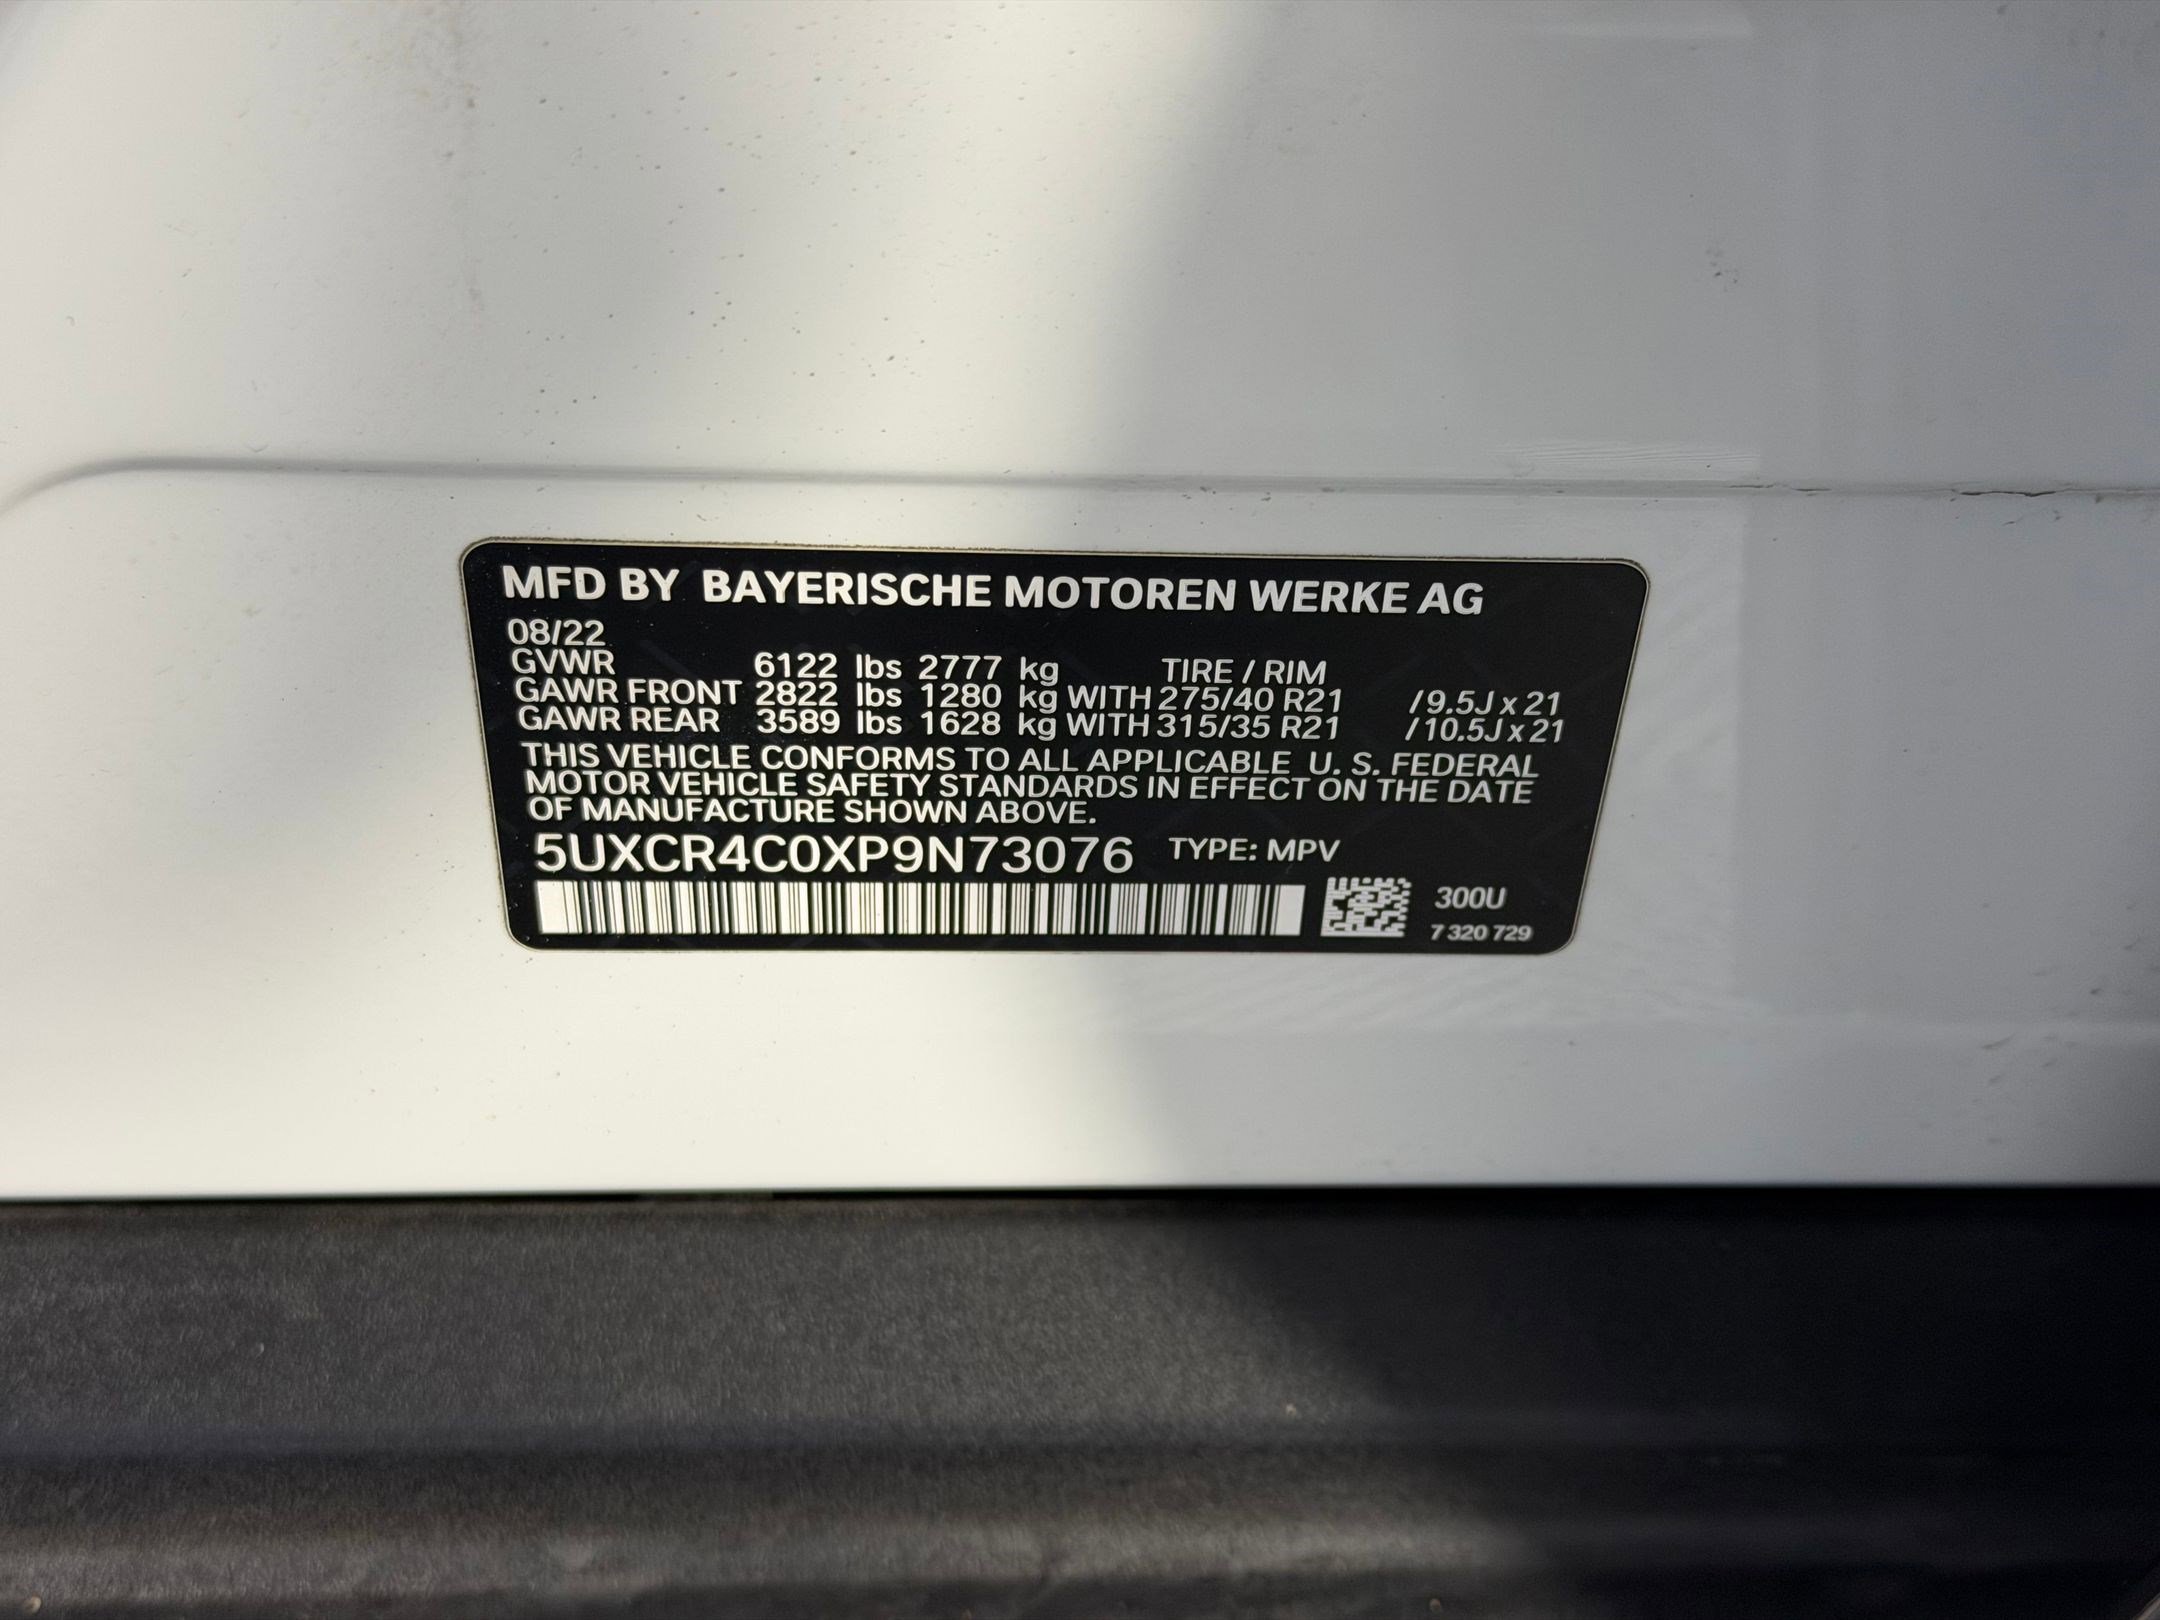 MFD BY BAYERISCHE MOTOREN WERKE AG
08/22
GVWR 6122 lbs 2777 kg TIRE / RIM
GAWR FRONT 2822 lbs 1280 kg WITH 275/40 R21 / 9.5J x 21
GAWR REAR 3589 lbs 1628 kg WITH 315/35 R21 / 10.5J x 21
THIS VEHICLE CONFORMS TO ALL APPLICABLE U. S. FEDERAL
MOTOR VEHICLE SAFETY STANDARDS IN EFFECT ON THE DATE
OF MANUFACTURE SHOWN ABOVE.
5UXCR4C0XP9N73076 TYPE: MPV
300U
7 320 729